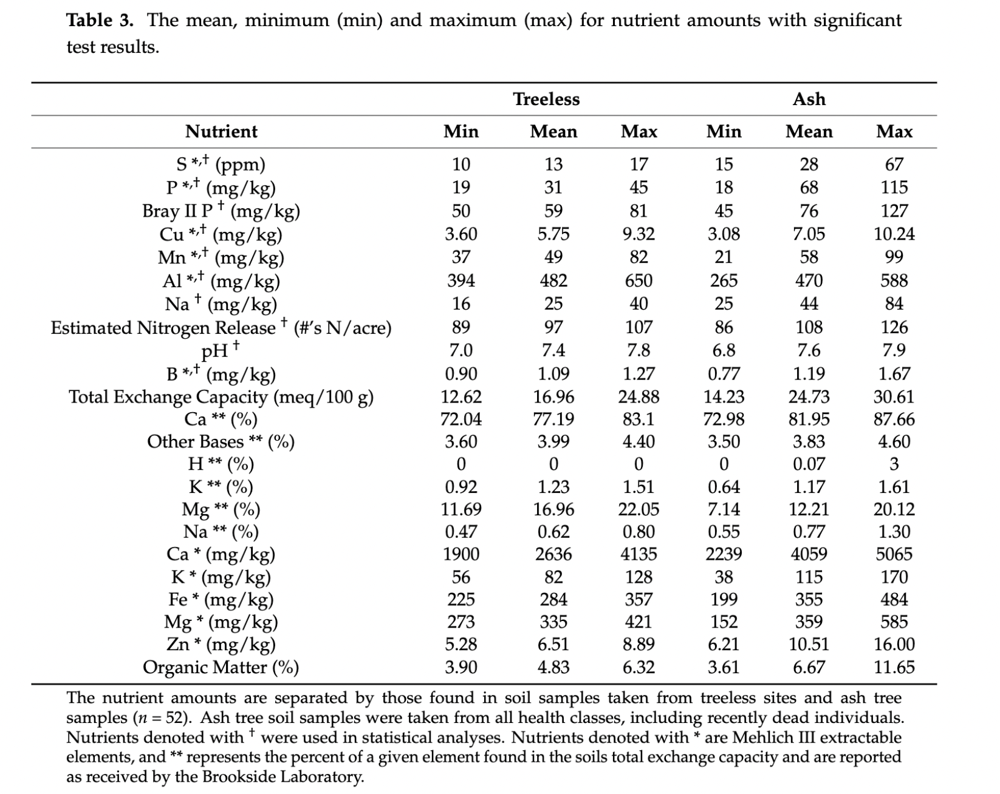 Table 3. The mean, minimum (min) and maximum (max) for nutrient amounts with significant
test results.
Treeless Ash
Nutrient Min Mean Max Min Mean Max
S *,† (ppm) 10 13 17 15 28 67
P *,† (mg/kg) 19 31 45 18 68 115
Bray II P † (mg/kg) 50 59 81 45 76 127
Cu *,† (mg/kg) 3.60 5.75 9.32 3.08 7.05 10.24
Mn *,† (mg/kg) 37 49 82 21 58 99
Al *,† (mg/kg) 394 482 650 265 470 588
Na † (mg/kg) 16 25 40 25 44 84
Estimated Nitrogen Release † (#'s N/acre) 89 97 107 86 108 126
pH † 7.0 7.4 7.8 6.8 7.6 7.9
B *,† (mg/kg) 0.90 1.09 1.27 0.77 1.19 1.67
Total Exchange Capacity (meq/100 g) 12.62 16.96 24.88 14.23 24.73 30.61
Ca ** (%) 72.04 77.19 83.1 72.98 81.95 87.66
Other Bases ** (%) 3.60 3.99 4.40 3.50 3.83 4.60
H ** (%) 0 0 0 0 0.07 3
K ** (%) 0.92 1.23 1.51 0.64 1.17 1.61
Mg ** (%) 11.69 16.96 22.05 7.14 12.21 20.12
Na ** (%) 0.47 0.62 0.80 0.55 0.77 1.30
Ca * (mg/kg) 1900 2636 4135 2239 4059 5065
K * (mg/kg) 56 82 128 38 115 170
Fe * (mg/kg) 225 284 357 199 355 484
Mg * (mg/kg) 273 335 421 152 359 585
Zn * (mg/kg) 5.28 6.51 8.89 6.21 10.51 16.00
Organic Matter (%) 3.90 4.83 6.32 3.61 6.67 11.65
The nutrient amounts are separated by those found in soil samples taken from treeless sites and ash tree
samples (n = 52). Ash tree soil samples were taken from all health classes, including recently dead individuals.
Nutrients denoted with † were used in statistical analyses. Nutrients denoted with * are Mehlich III extractable
elements, and ** represents the percent of a given element found in the soils total exchange capacity and are reported
as received by the Brookside Laboratory.